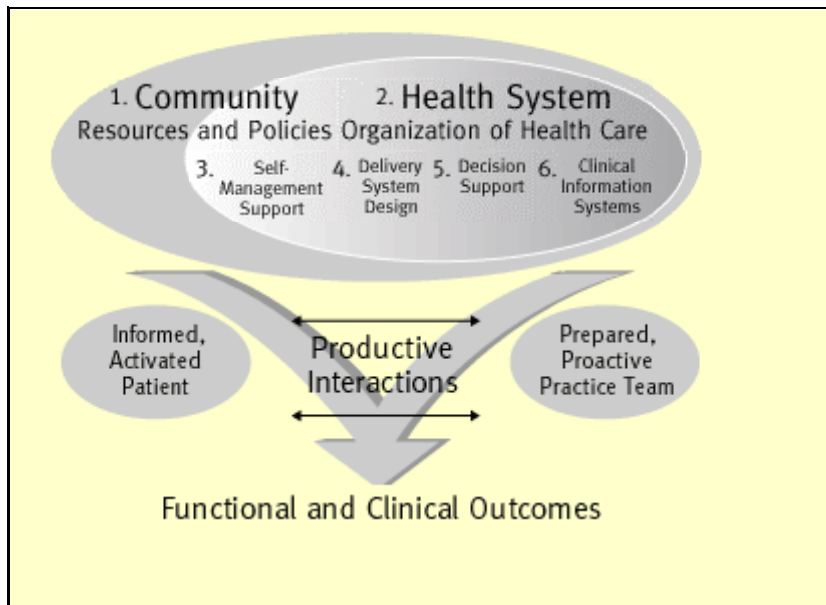 1. Community
2. Health System
Resources and Policies Organization of Health Care
3. Self-
Management
Support
4. Delivery
System
Design
5. Decision
Support
6. Clinical
Information
Systems
Informed,
Activated
Patient
Productive
Interactions
Prepared,
Proactive
Practice Team
Functional and Clinical Outcomes